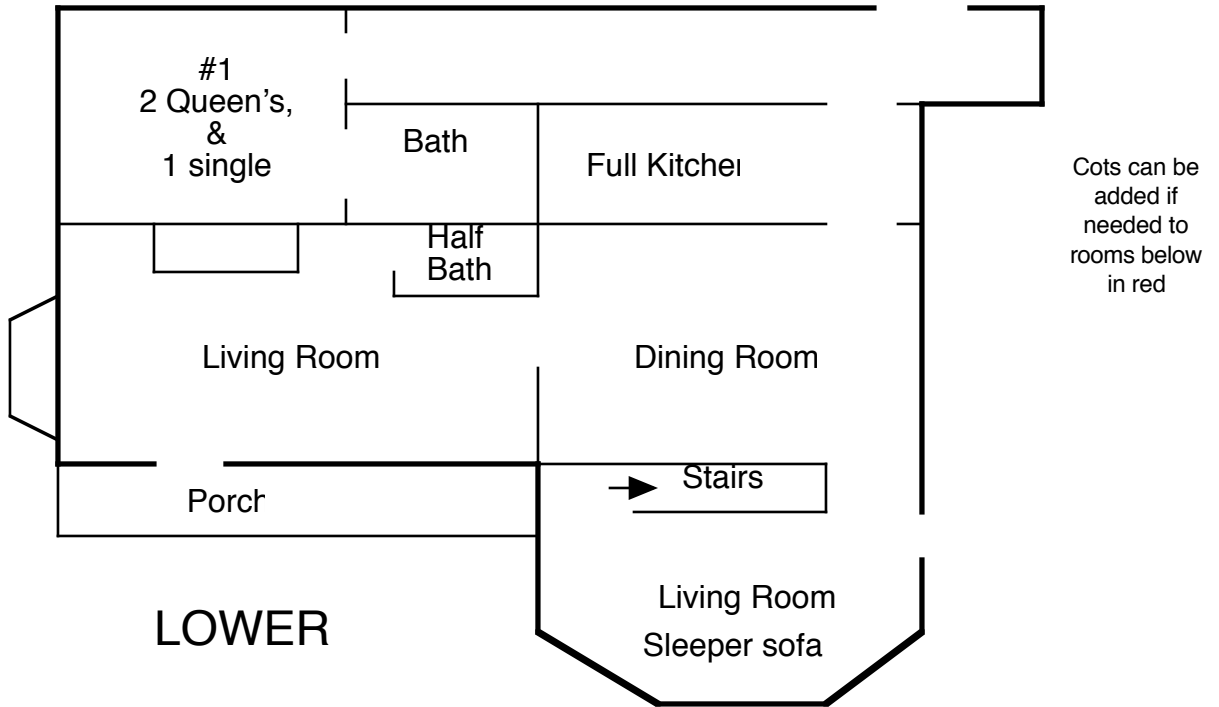 #1
2 Queen's,
&
1 single
Bath
Full Kitchen
Cots can be
added if
needed to
rooms below
in red
Half
Bath
Living Room
Dining Room
Stairs
Porch
Living Room
Sleeper sofa
LOWER